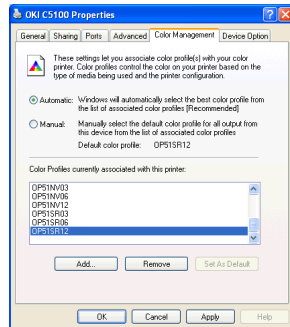 OKI C5100 Properties
General Sharing Ports Advanced Color Management Device Option
These settings let you associate color profile(s) with your color
printer. Color profiles control the color on your printer based on the
type of media being used and the printer configuration.
Automatic: Windows will automatically select the best color profile from
the list of associated color profiles [Recommended]
Manual: Manually select the default color profile for all output from
this device from the list of associated color profiles
Default color profile: OP51SR12
Color Profiles currently associated with this printer:
OP51NV03
OP51NV06
OP51NV12
OP51SR03
OP51SR06
OP51SR12
Add... Remove Set As Default
OK Cancel Apply Help